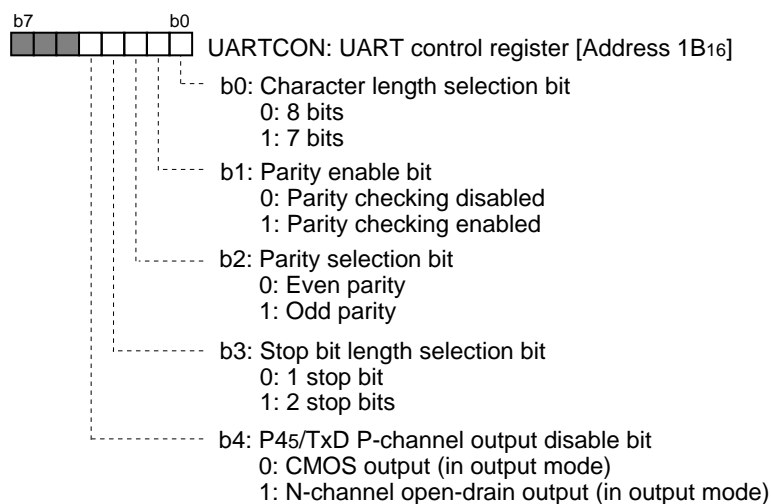 b7 b0
UARTCON: UART control register [Address 1B16]
b0: Character length selection bit
0: 8 bits
1: 7 bits
b1: Parity enable bit
0: Parity checking disabled
1: Parity checking enabled
b2: Parity selection bit
0: Even parity
1: Odd parity
b3: Stop bit length selection bit
0: 1 stop bit
1: 2 stop bits
b4: P45/TxD P-channel output disable bit
0: CMOS output (in output mode)
1: N-channel open-drain output (in output mode)